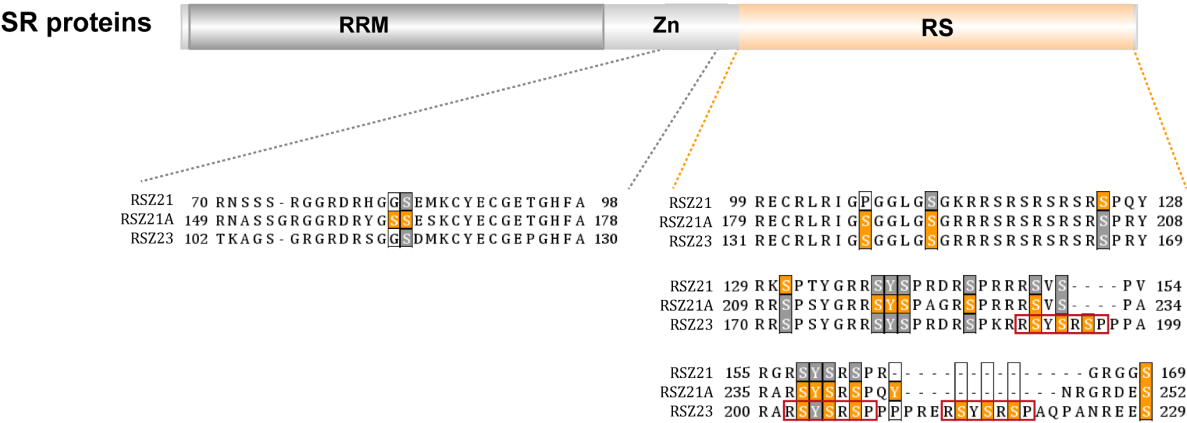 SR proteins RRM Zn RS
RSZ21 70 RNSSS-RGGRDRHGGSEMKCYECGETGHFA 98
RSZ21A 149 RNASSGRGGRDRYGSSESKCYECGETGHFA 178
RSZ23 102 TKAGS-GRGRDRSGGSDMKCYECGEPGHFA 130
RSZ21 99 RECRLRIGPGGLGSGKRRSRSRSRSRSPQY 128
RSZ21A 179 RECRLRIGSGGLGSGRRRSRSRSRSRSPRY 208
RSZ23 131 RECRLRIGSGGLGSGRRRSRSRSRSRSPRY 169
RSZ21 129 RKSPTYGRRSYSPRDRSPRRRSVS----PV 154
RSZ21A 209 RRSPSYGRRSYSPAGRSPRRRSVS----PA 234
RSZ23 170 RRSPSYGRRSYSPRDRSPKRRSYSRSPPPA 199
RSZ21 155 RGRSYSRSPR---------------GRGGS 169
RSZ21A 235 RARSYSRSPQY------------NRGRDES 252
RSZ23 200 RARSYSRSPPPPRERSYSRSPAQPANREES 229